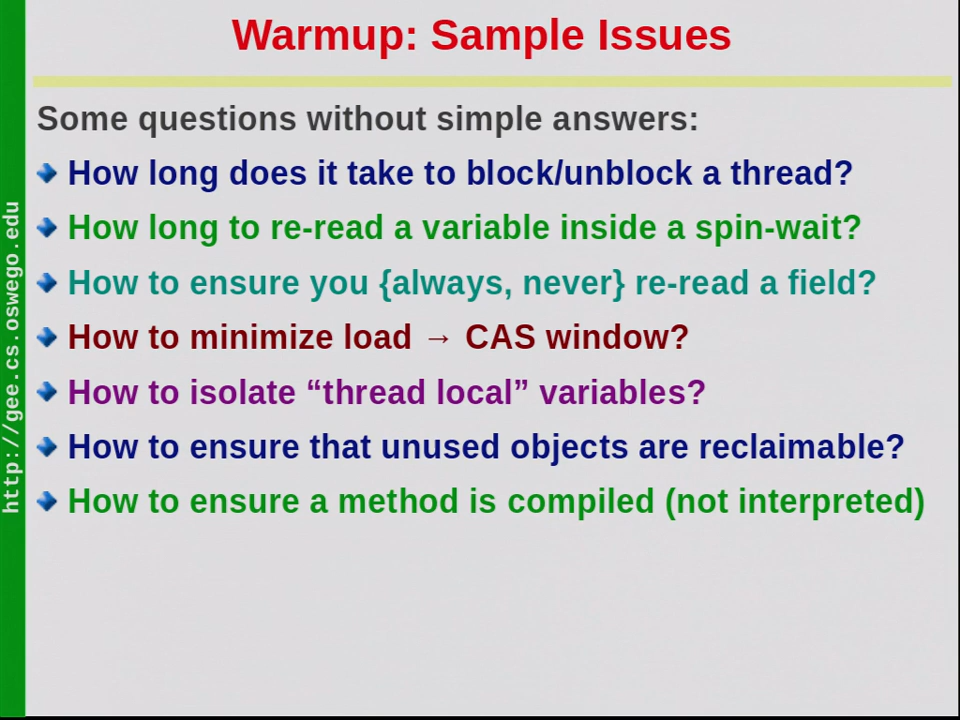 Warmup: Sample Issues
Some questions without simple answers:
How long does it take to block/unblock a thread?
How long to re-read a variable inside a spin-wait?
How to ensure you {always, never} re-read a field?
How to minimize load → CAS window?
How to isolate “thread local” variables?
How to ensure that unused objects are reclaimable?
How to ensure a method is compiled (not interpreted)
http://gee.cs.oswego.edu